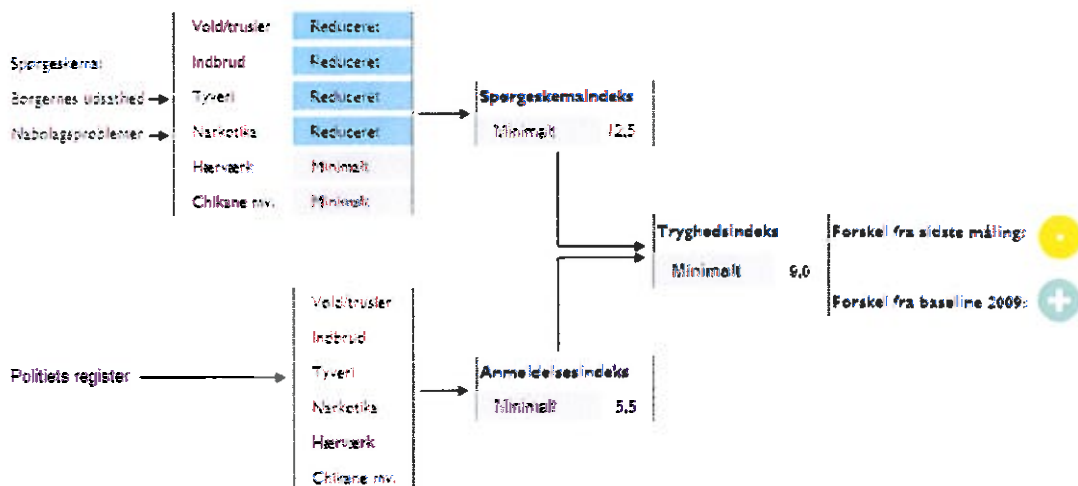 Vold/trusler Reduceret
Spørgeskema:
Indbrud Reduceret
Borgernes udsathed
Tyveri Reduceret
Spørgeskemaindeks
Nabolagsproblemer
Narkotika Reduceret
Minimalt 12,5
Hærværk Minimalt
Chikane mv. Minimalt
Tryghedsindeks
Minimalt 9,0
Forskel fra sidste måling:
Forskel fra baseline 2009:
Vold/trusler
Indbrud
Politiets register
Tyveri
Anmeldelsesindeks
Narkotika
Minimalt 5,5
Hærværk
Chikane mv.